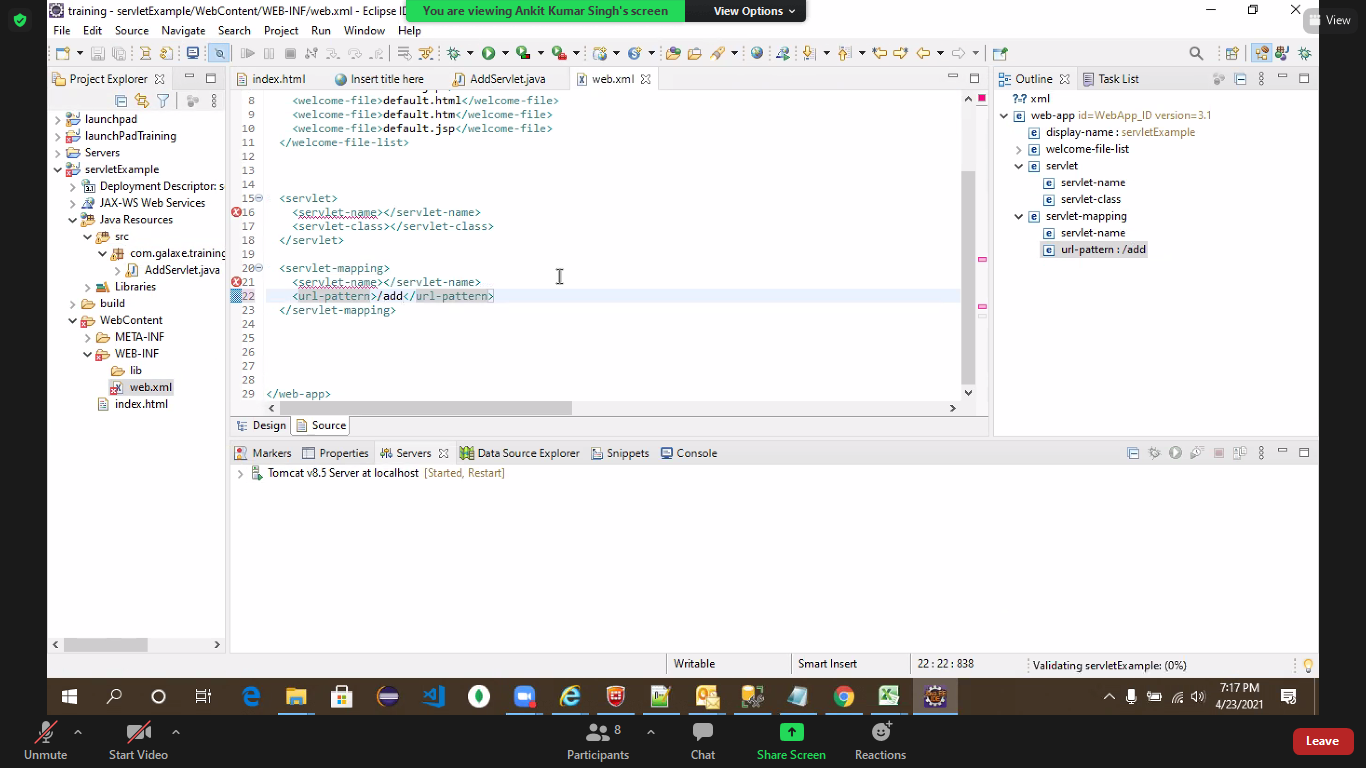 training - servletExample/WebContent/WEB-INF/web.xml - Eclipse ID
You are viewing Ankit Kumar Singh's screen
View Options
View
File Edit Source Navigate Search Project Run Window Help
Project Explorer
index.html
Insert title here
AddServlet.java
web.xml
Outline
Task List
launchpad
launchPadTraining
Servers
servletExample
Deployment Descriptor: s
JAX-WS Web Services
Java Resources
src
com.galaxe.training
AddServlet.java
Libraries
build
WebContent
META-INF
WEB-INF
lib
web.xml
index.html
8 <welcome-file>default.html</welcome-file>
9 <welcome-file>default.htm</welcome-file>
10 <welcome-file>default.jsp</welcome-file>
11 </welcome-file-list>
12
13
14
15 <servlet>
16 <servlet-name></servlet-name>
17 <servlet-class></servlet-class>
18 </servlet>
19
20 <servlet-mapping>
21 <servlet-name></servlet-name>
22 <url-pattern>/add</url-pattern>
23 </servlet-mapping>
24
25
26
27
28
29 </web-app>
Design
Source
?=? xml
web-app id=WebApp_ID version=3.1
display-name : servletExample
welcome-file-list
servlet
servlet-name
servlet-class
servlet-mapping
servlet-name
url-pattern : /add
Markers
Properties
Servers
Data Source Explorer
Snippets
Console
Tomcat v8.5 Server at localhost [Started, Restart]
Writable
Smart Insert
22 : 22 : 838
Validating servletExample: (0%)
7:17 PM
4/23/2021
Unmute
Start Video
Participants
8
Chat
Share Screen
Reactions
Leave